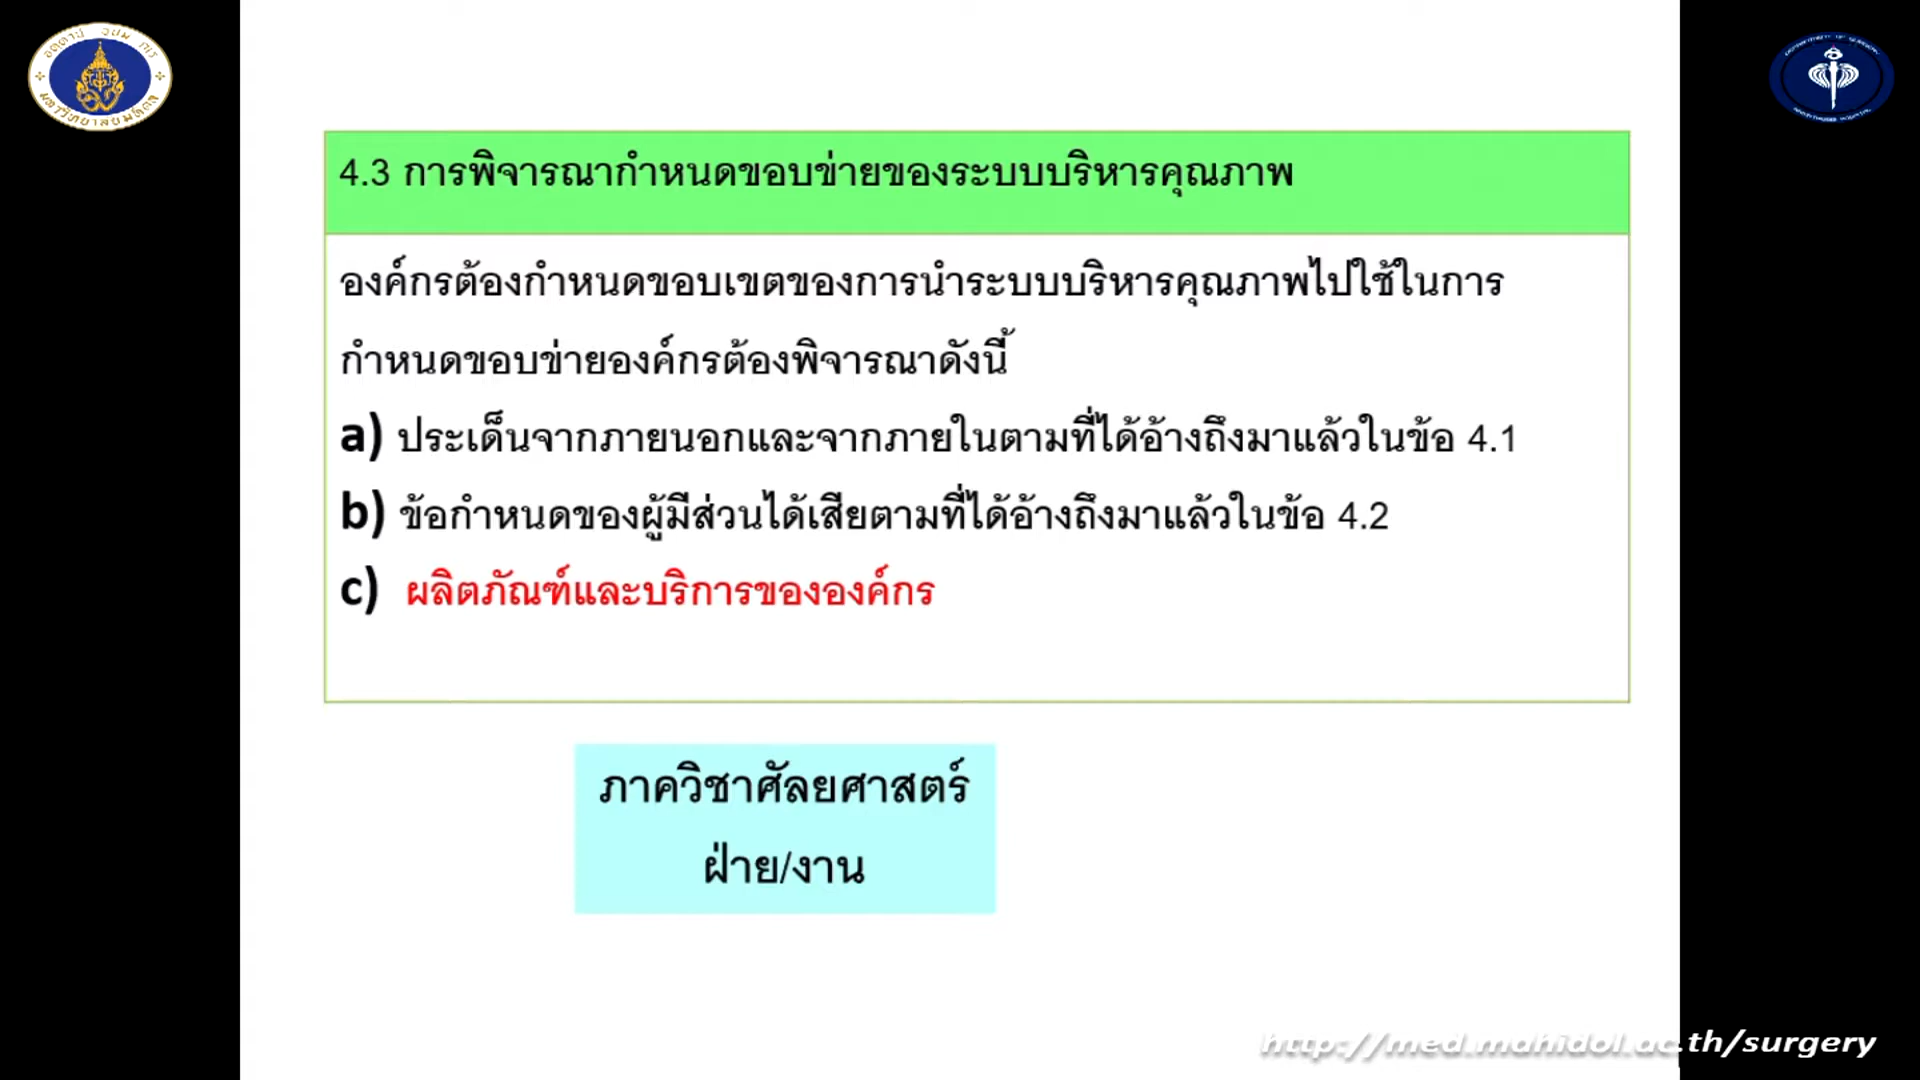 4.3 การพิจารณากำหนดขอบข่ายของระบบบริหารคุณภาพ
องค์กรต้องกำหนดขอบเขตของการนำระบบบริหารคุณภาพไปใช้ในการ
กำหนดขอบข่ายองค์กรต้องพิจารณาดังนี้
a) ประเด็นจากภายนอกและจากภายในตามที่ได้อ้างถึงมาแล้วในข้อ 4.1
b) ข้อกำหนดของผู้มีส่วนได้เสียตามที่ได้อ้างถึงมาแล้วในข้อ 4.2
c) ผลิตภัณฑ์และบริการขององค์กร
ภาควิชาศัลยศาสตร์
ฝ่าย/งาน
http://med.mahidol.ac.th/surgery